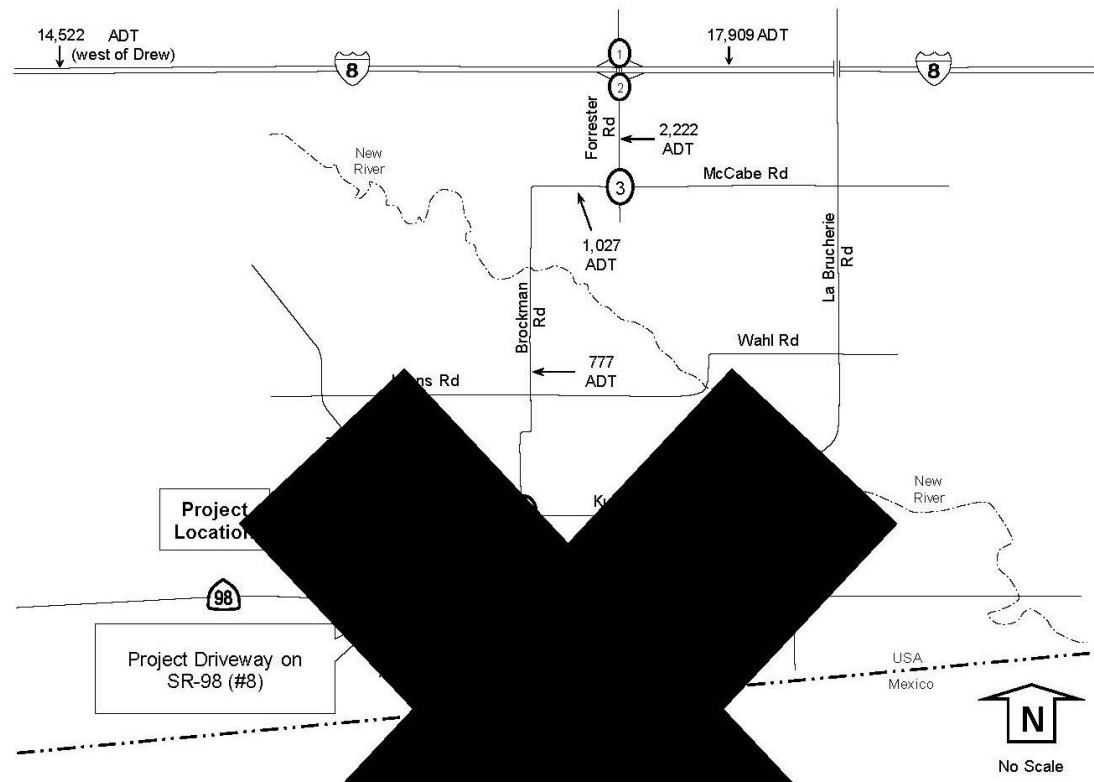 14,522 ADT
(west of Drew)
17,909 ADT
8
8
1
2
Forrester
Rd
2,222
ADT
New
River
McCabe Rd
3
1,027
ADT
La Brucherie
Rd
Brockman
Rd
Wahl Rd
777
ADT
Rd
Project
Location
New
River
98
Project Driveway on
SR-98 (#8)
USA
Mexico
N
No Scale